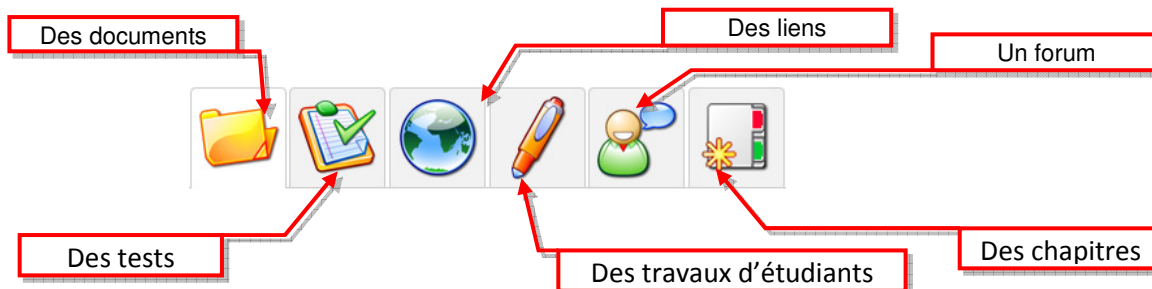 Des documents
Des liens
Un forum
Des tests
Des travaux d'étudiants
Des chapitres